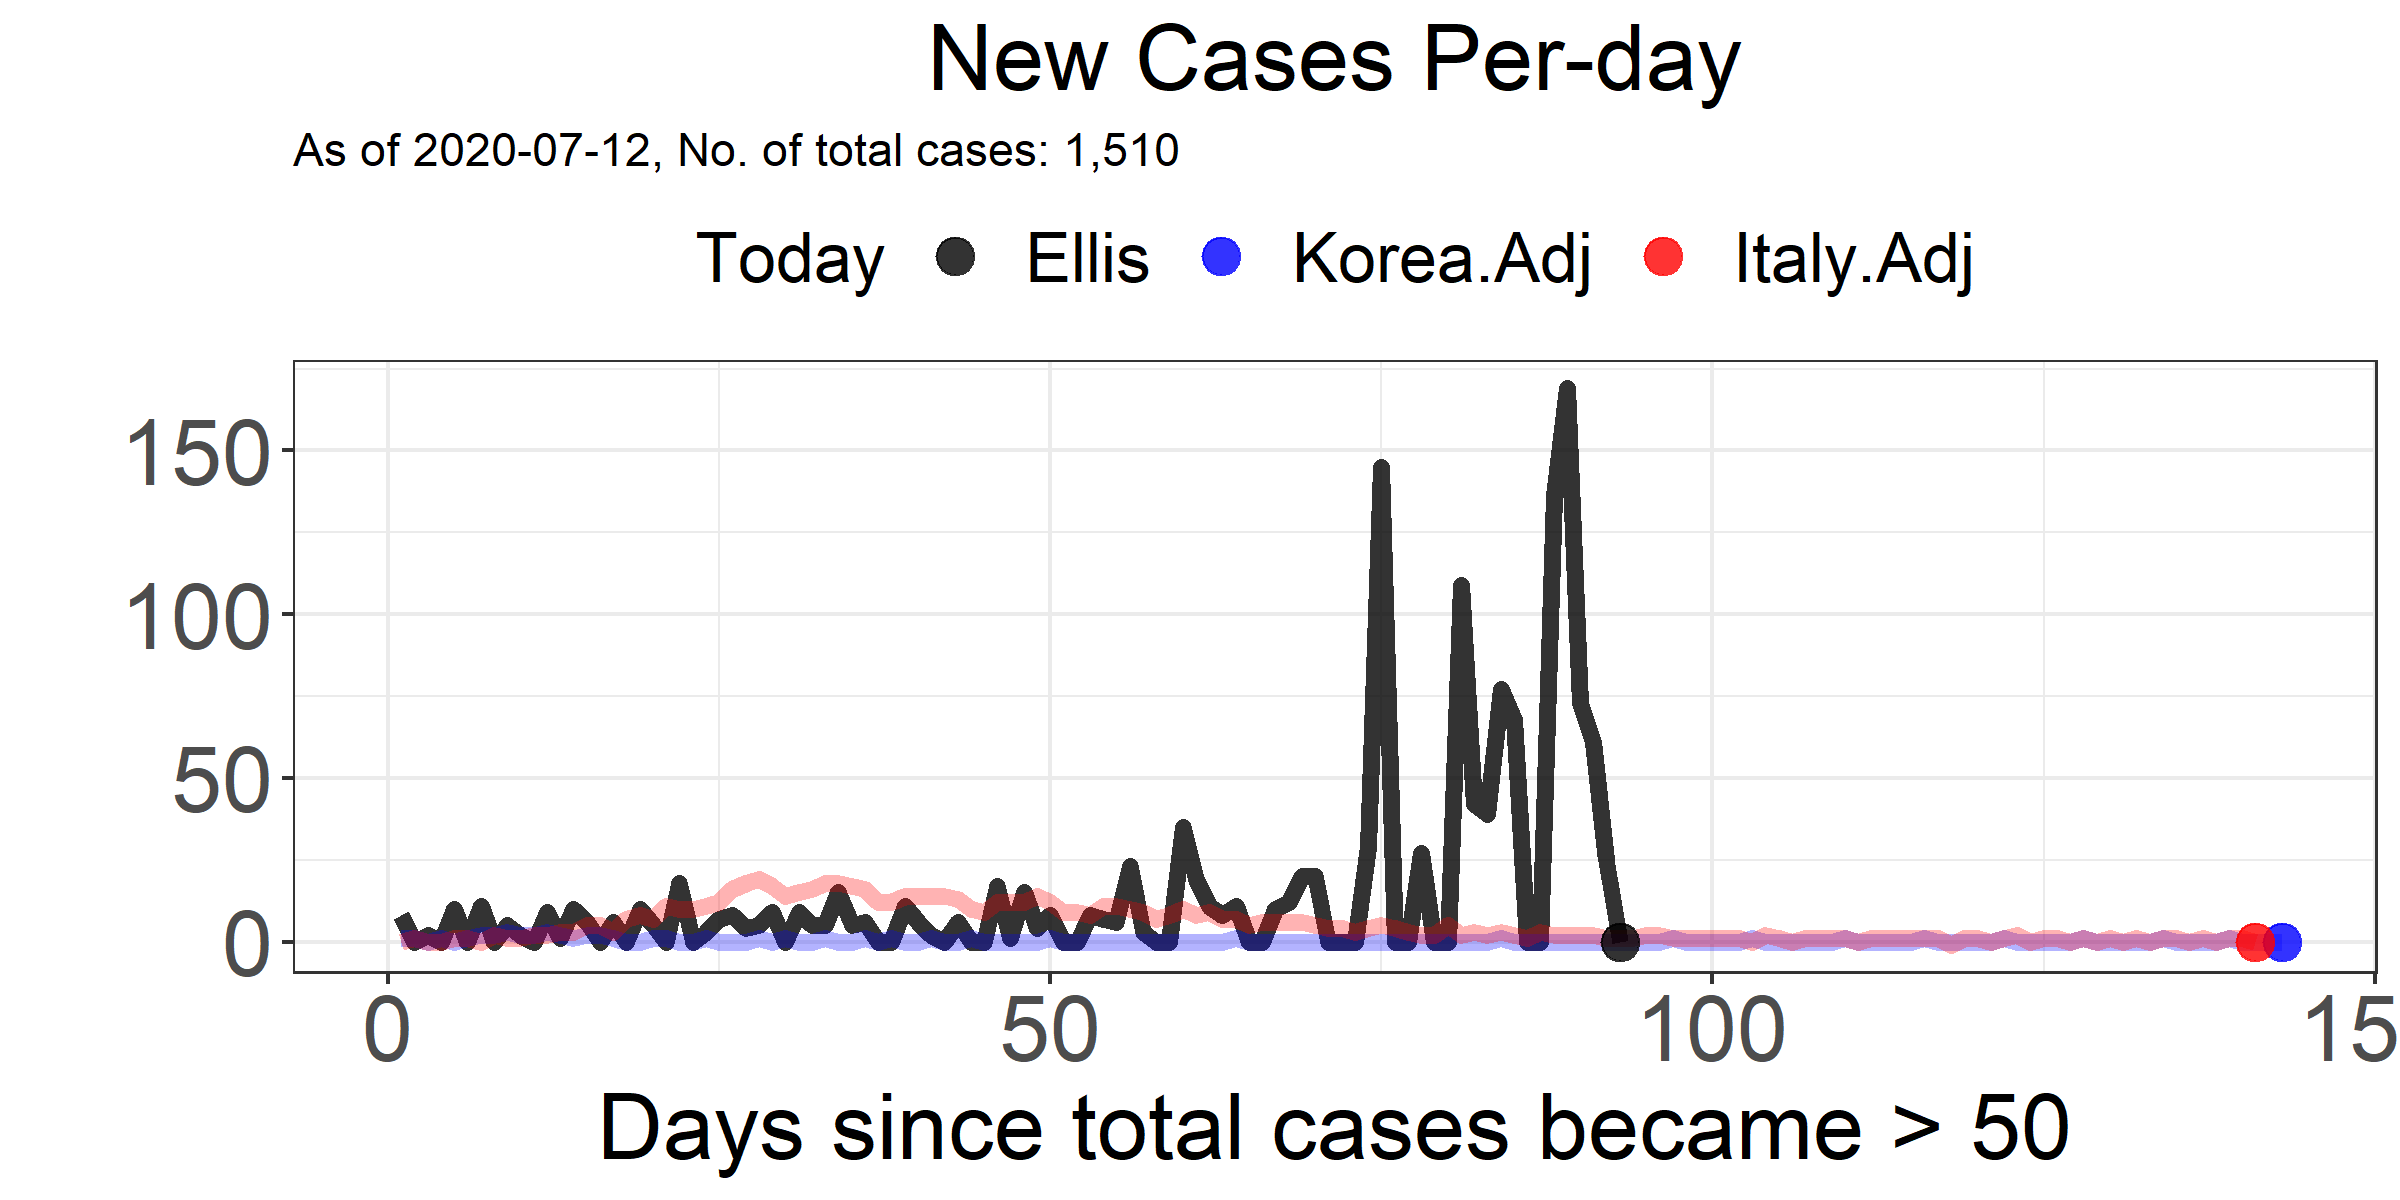 New Cases Per-day
As of 2020-07-12, No. of total cases: 1,510
Today Ellis Korea.Adj Italy.Adj
150
100
50
0
0 50 100 15
Days since total cases became > 50